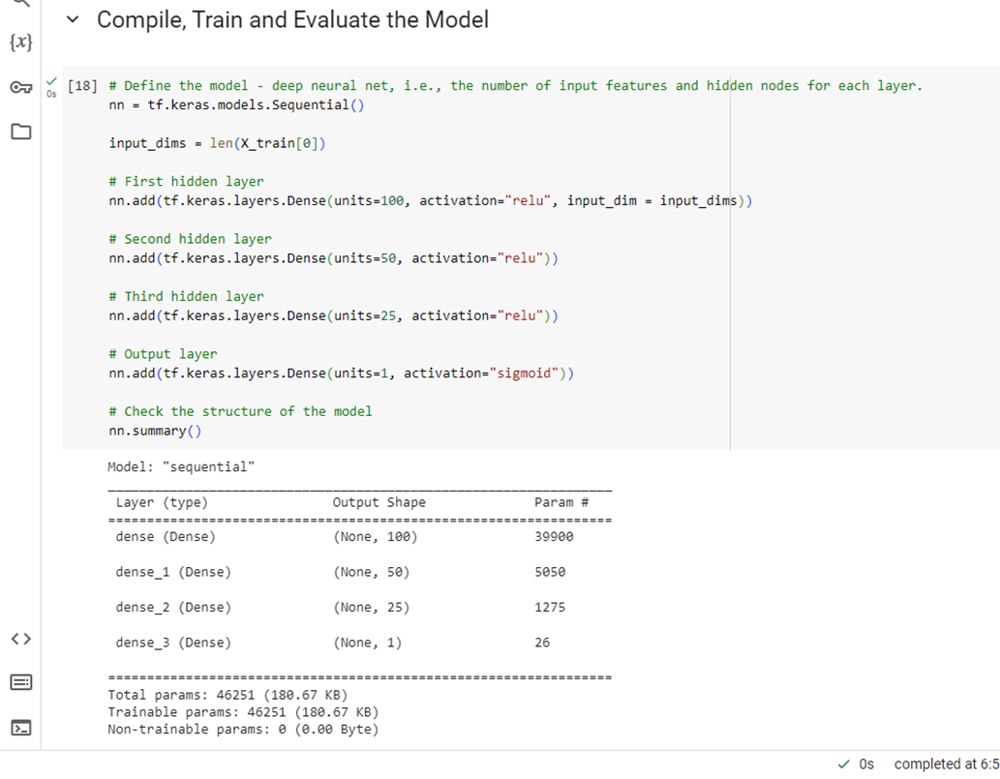 Compile, Train and Evaluate the Model
{x}
0s
[18] # Define the model - deep neural net, i.e., the number of input features and hidden nodes for each layer.
nn = tf.keras.models.Sequential()
input_dims = len(X_train[0])
# First hidden layer
nn.add(tf.keras.layers.Dense(units=100, activation="relu", input_dim = input_dims))
# Second hidden layer
nn.add(tf.keras.layers.Dense(units=50, activation="relu"))
# Third hidden layer
nn.add(tf.keras.layers.Dense(units=25, activation="relu"))
# Output layer
nn.add(tf.keras.layers.Dense(units=1, activation="sigmoid"))
# Check the structure of the model
nn.summary()
Model: "sequential"
Layer (type) Output Shape Param #
=================================================================
dense (Dense) (None, 100) 39900
dense_1 (Dense) (None, 50) 5050
dense_2 (Dense) (None, 25) 1275
dense_3 (Dense) (None, 1) 26
=================================================================
Total params: 46251 (180.67 KB)
Trainable params: 46251 (180.67 KB)
Non-trainable params: 0 (0.00 Byte)
0s completed at 6:5